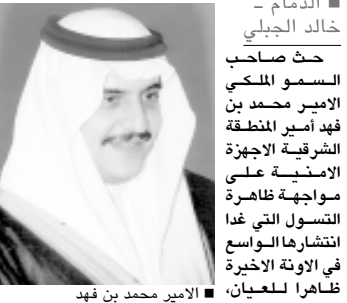 ■ الدمام –
خالد الجبلي
حث صاحب
السمو الملكي
الامير محمد بن
فهد أمير المنطقة
الشرقية الاجهزة
الامنية على
مواجهة ظاهرة
التسول التي غدا
انتشارها الواسع
في الاونة الاخيرة
ظاهرا للعيان،
■ الامير محمد بن فهد